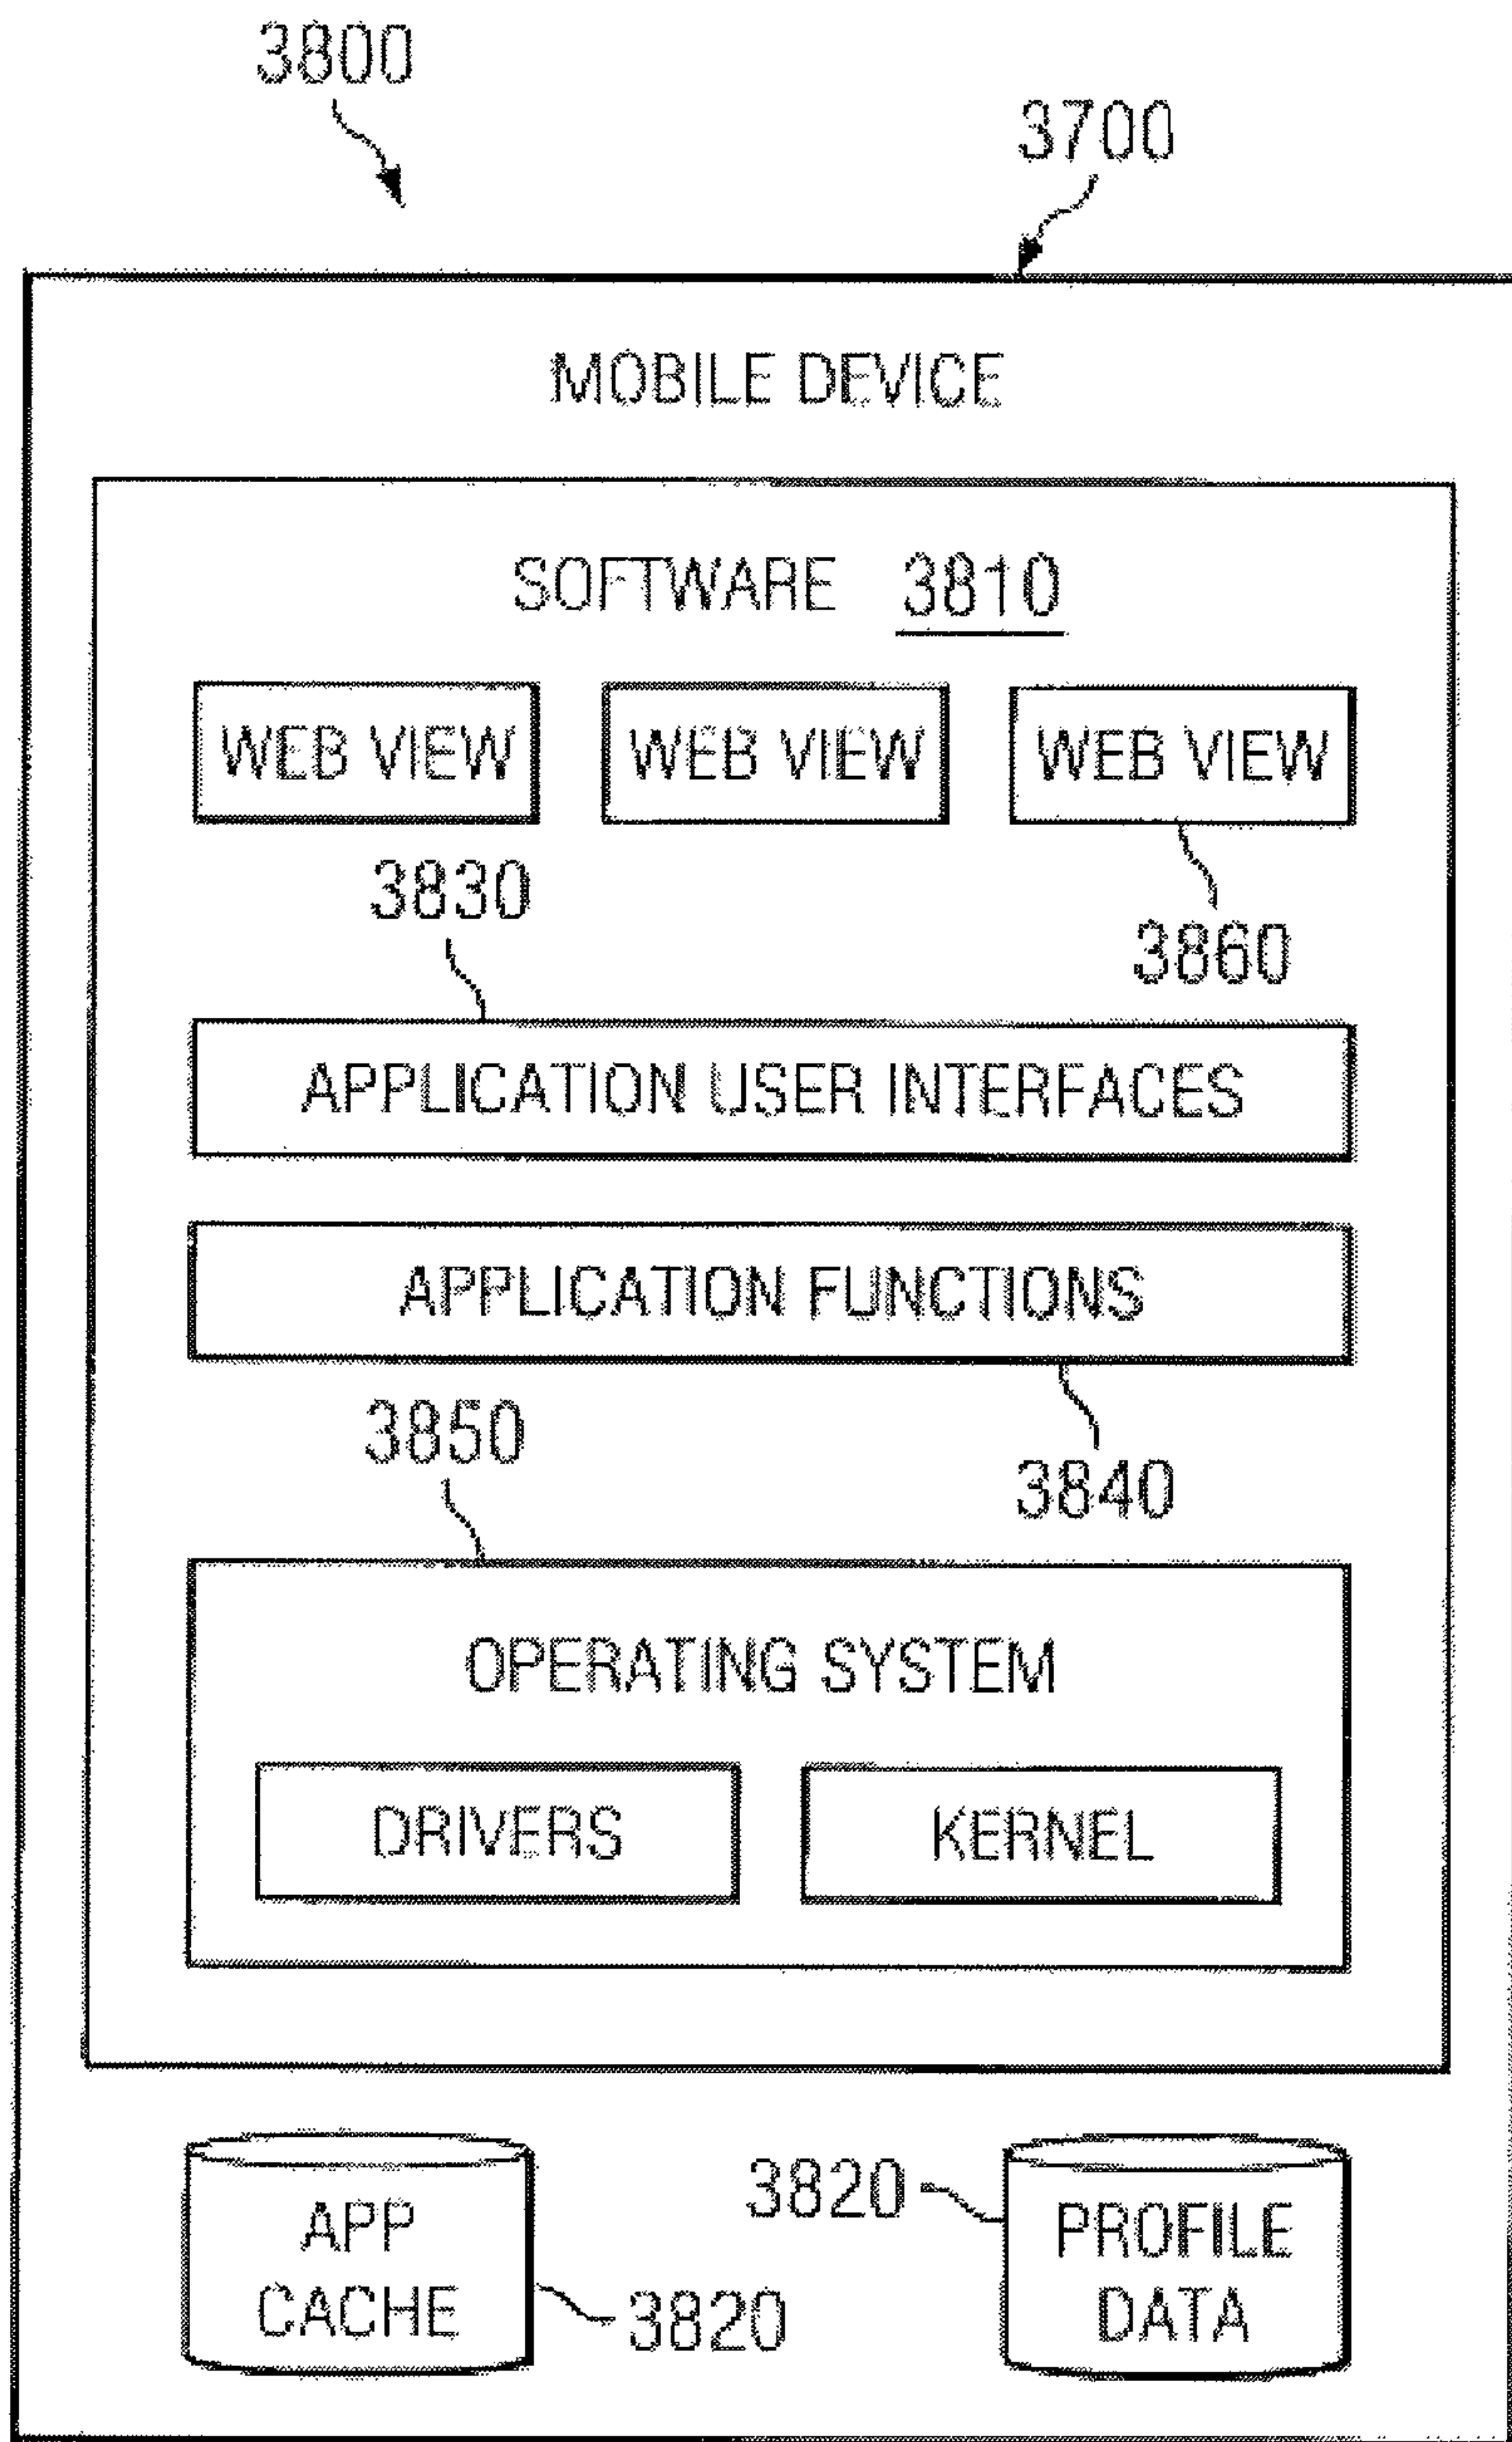 3800
3700
MOBILE DEVICE
SOFTWARE 3810
WEB VIEW WEB VIEW WEB VIEW
3830
3860
APPLICATION USER INTERFACES
APPLICATION FUNCTIONS
3850
3840
OPERATING SYSTEM
DRIVERS KERNEL
APP
CACHE
3820
3820
PROFILE
DATA